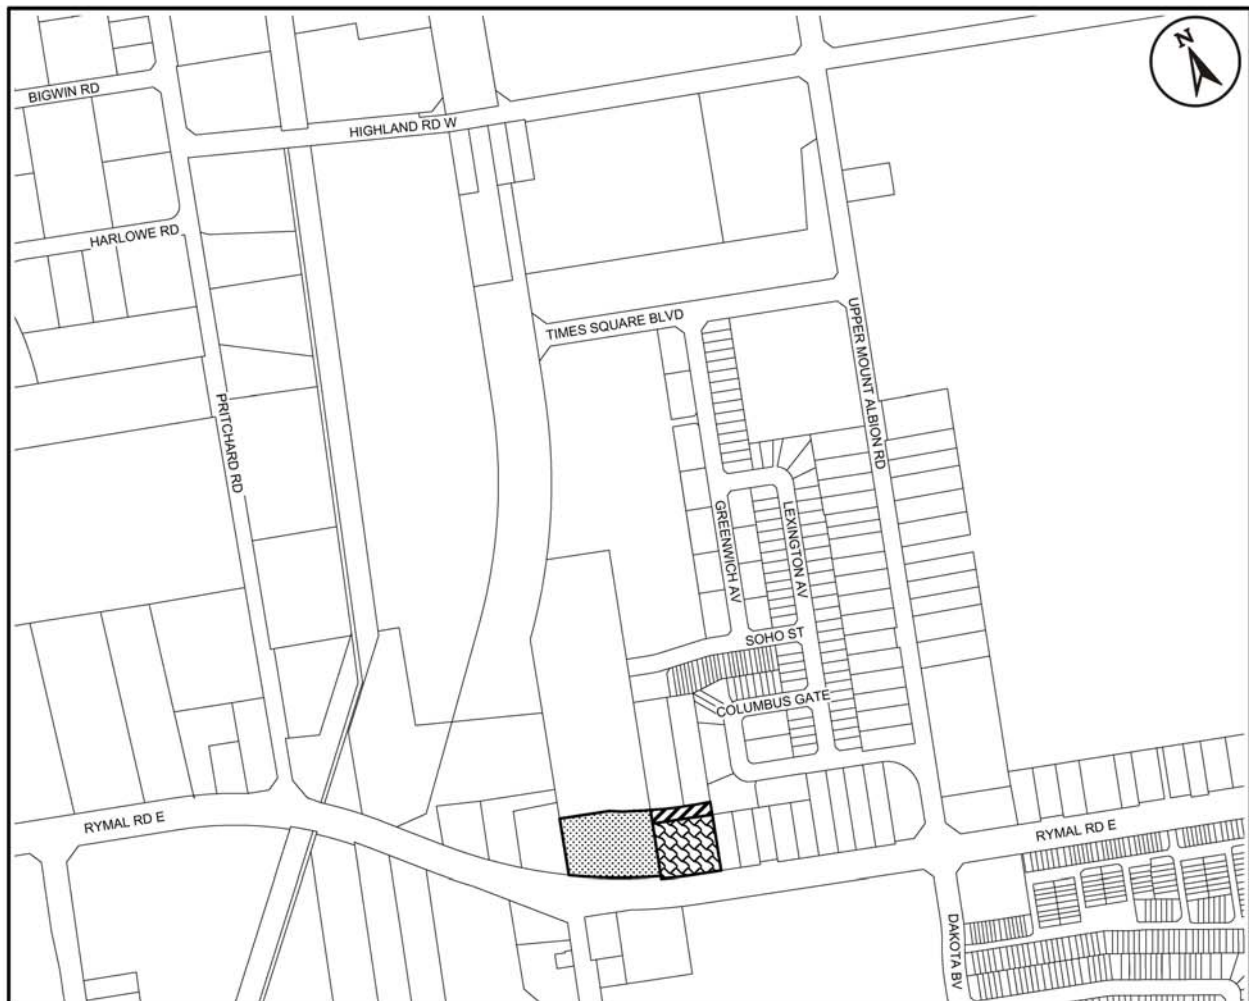 N
BIGWIN RD
HIGHLAND RD W
HARLOWE RD
TIMES SQUARE BLVD
UPPER MOUNT ALBION RD
PRITCHARD RD
GREENWICH AV
LEXINGTON AV
SOHO ST
COLUMBUS GATE
RYMAL RD E
RYMAL RD E
DAKOTA BV